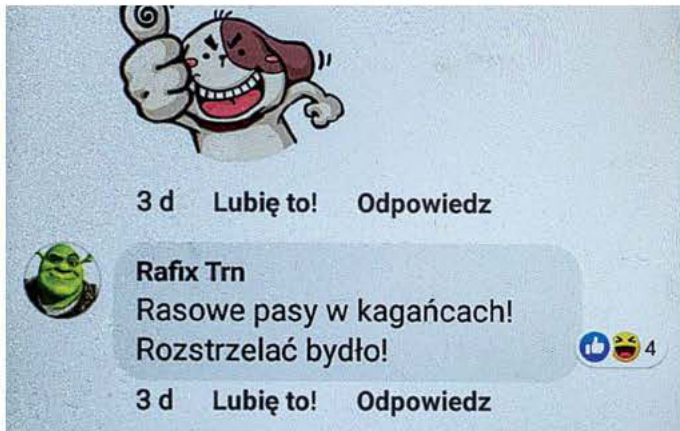 3 d Lubię to! Odpowiedz
Rafix Trn
Rasowe pasy w kagańcach!
Rozstrzelać bydło!
4
3 d Lubię to! Odpowiedz